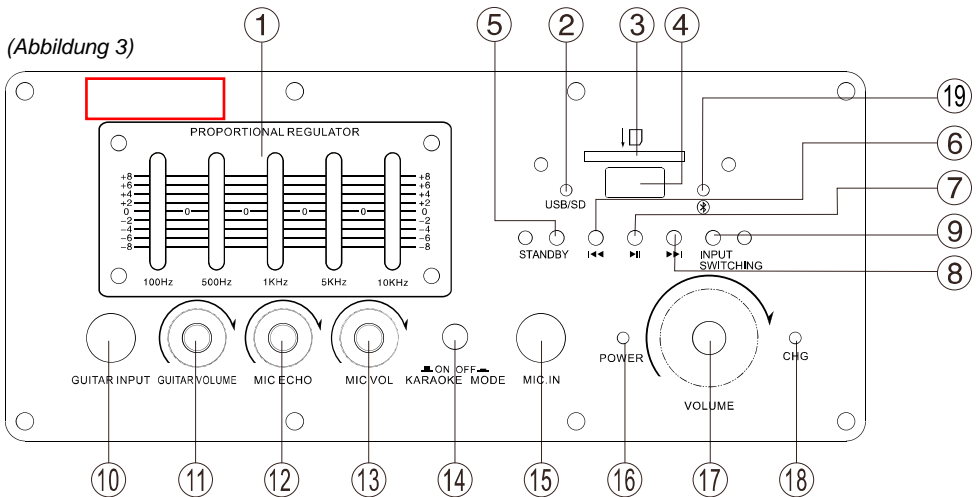 (Abbildung 3)
1 5 2 3 4
19
6
7
9
8
PROPORTIONAL REGULATOR
+8 +8
+6 +6
+4 +4
+2 +2
0 0 0 0 0 0
-2 -2
-4 -4
-6 -6
-8 -8
100Hz 500Hz 1KHz 5KHz 10KHz
USB/SD
STANDBY INPUT SWITCHING
GUITAR INPUT GUITAR VOLUME MIC ECHO MIC VOL
ON OFF
KARAOKE MODE
MIC.IN
POWER
VOLUME
CHG
10 11 12 13 14 15 16 17 18